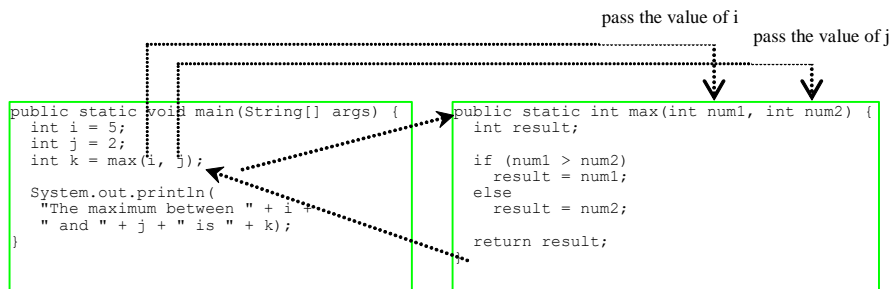 pass the value of i
pass the value of j
public static void main(String[] args) {
int i = 5;
int j = 2;
int k = max(i, j);
System.out.println(
"The maximum between " + i +
" and " + j + " is " + k);
}
public static int max(int num1, int num2) {
int result;
if (num1 > num2)
result = num1;
else
result = num2;
return result;
}